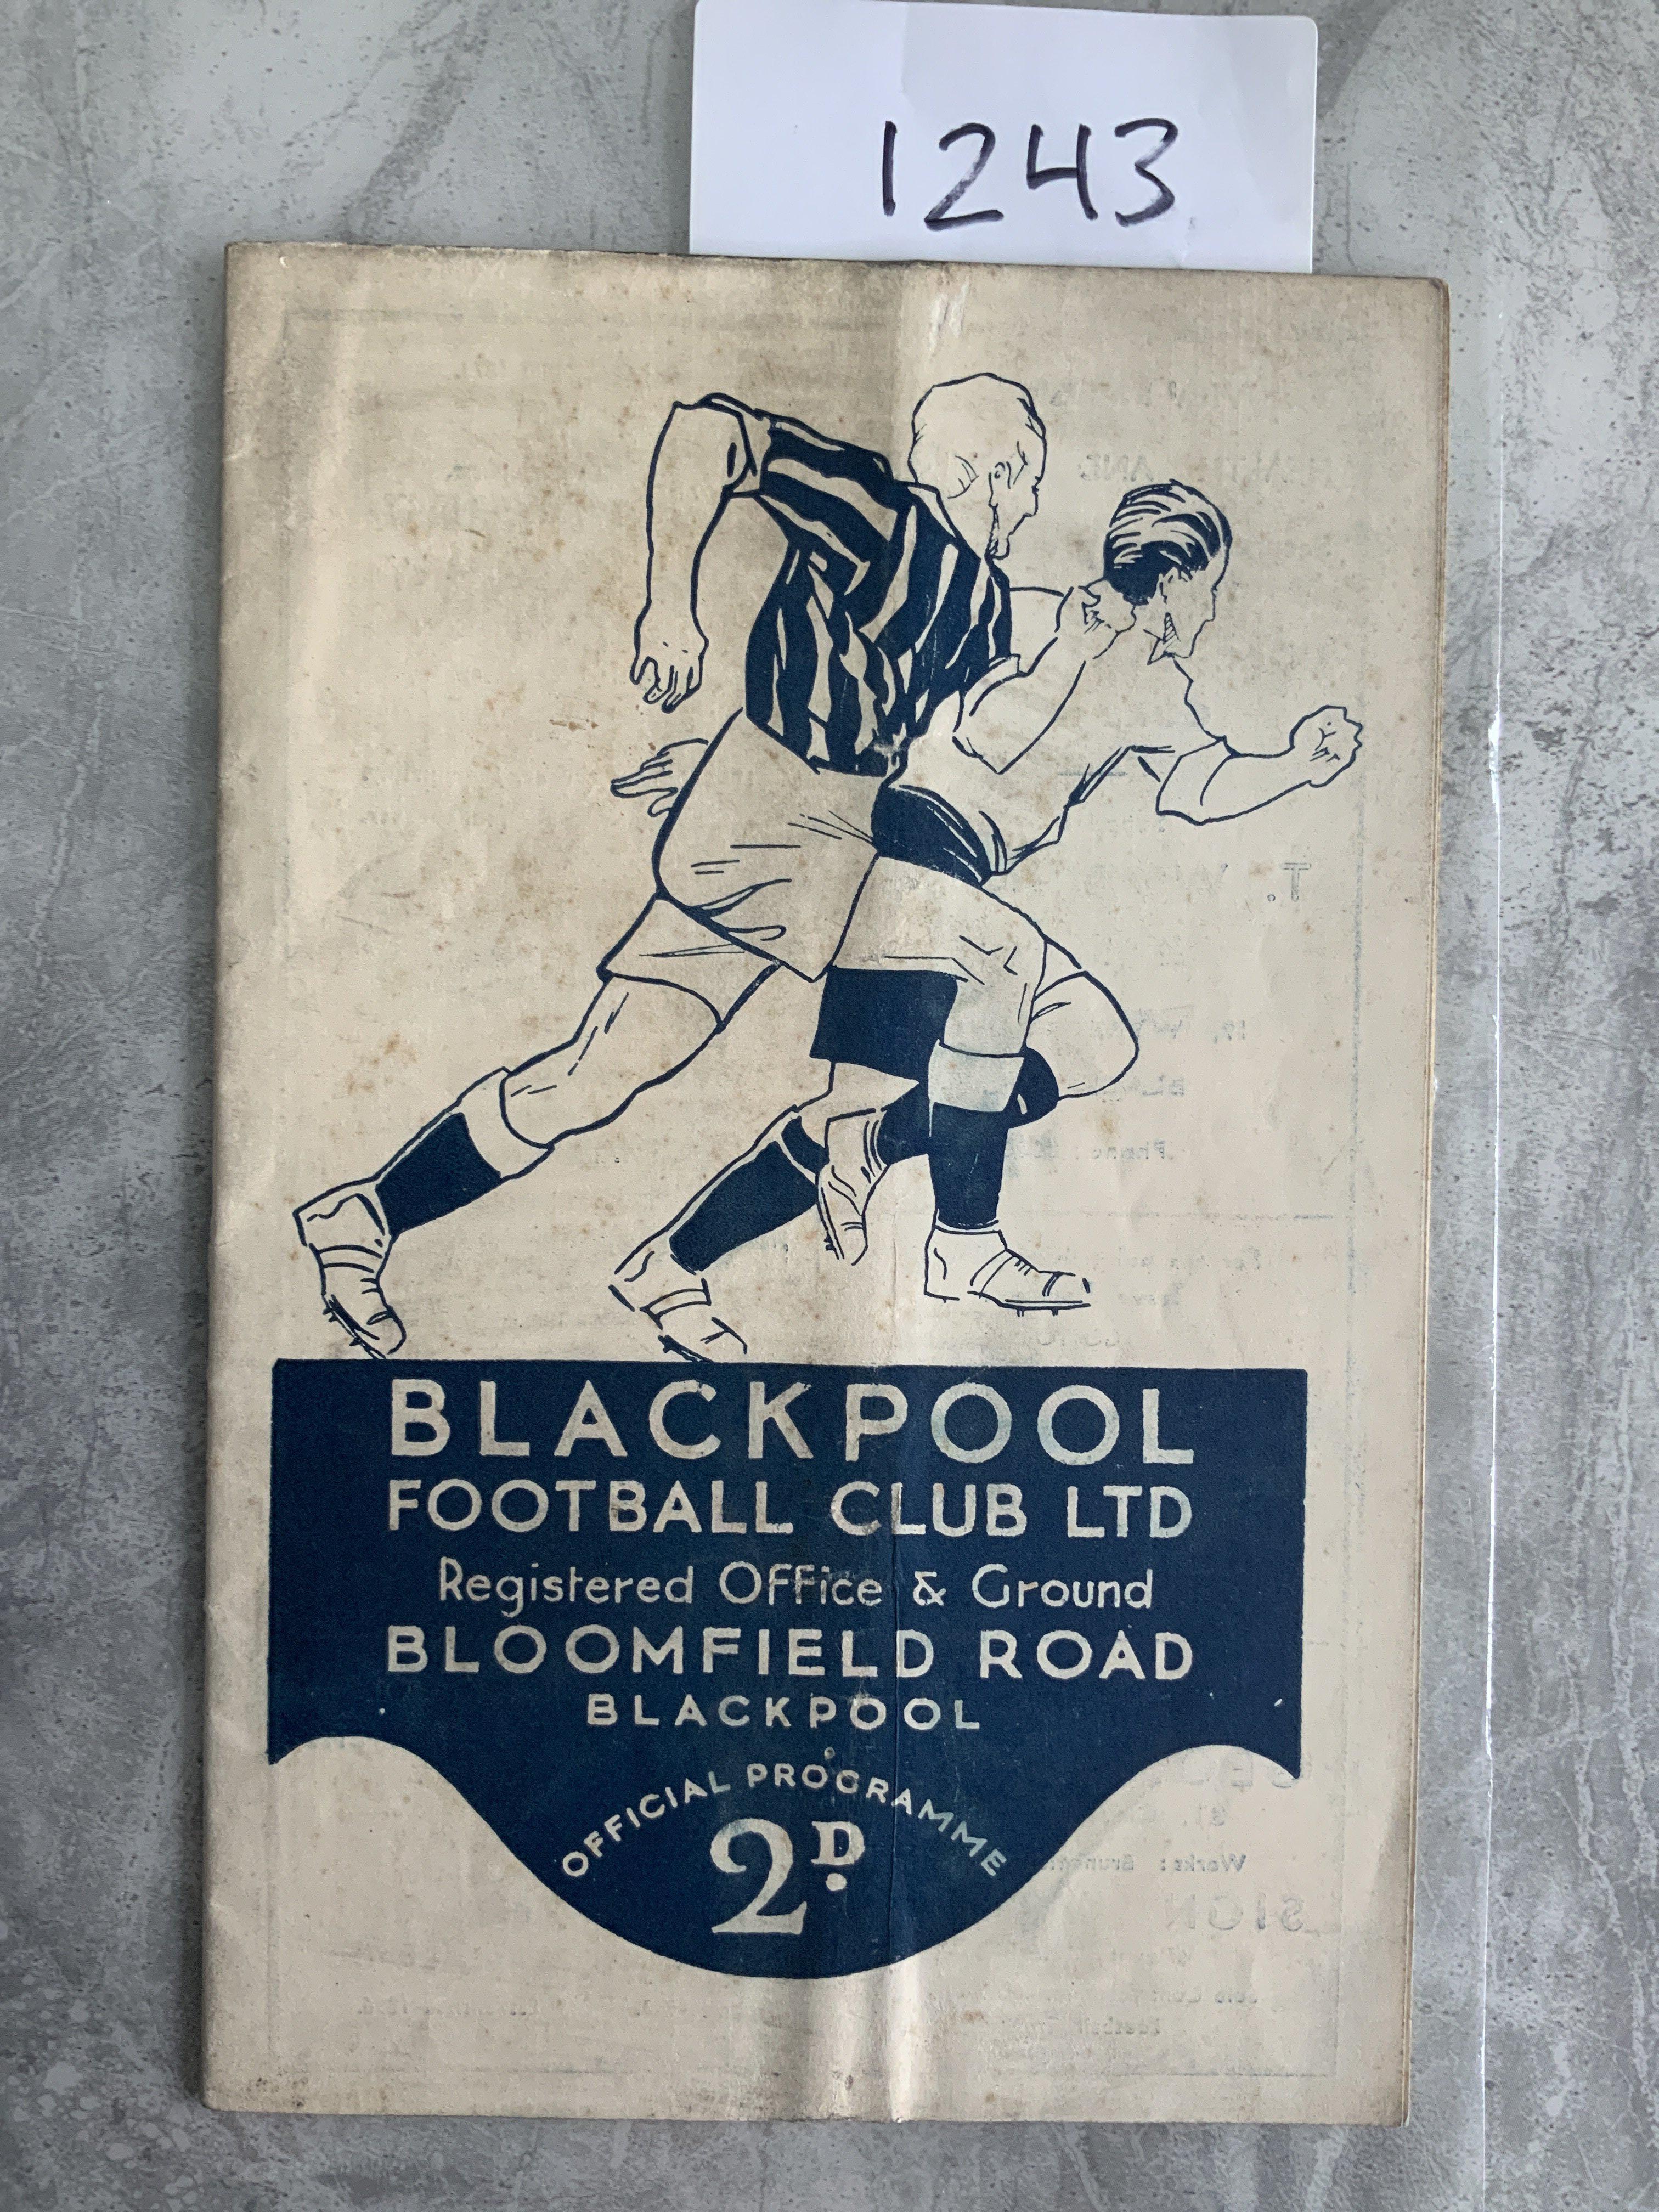 1243
BLACKPOOL
FOOTBALL CLUB LTD
Registered Office & Ground
BLOOMFIELD ROAD
BLACKPOOL
OFFICIAL PROGRAMME
2D.